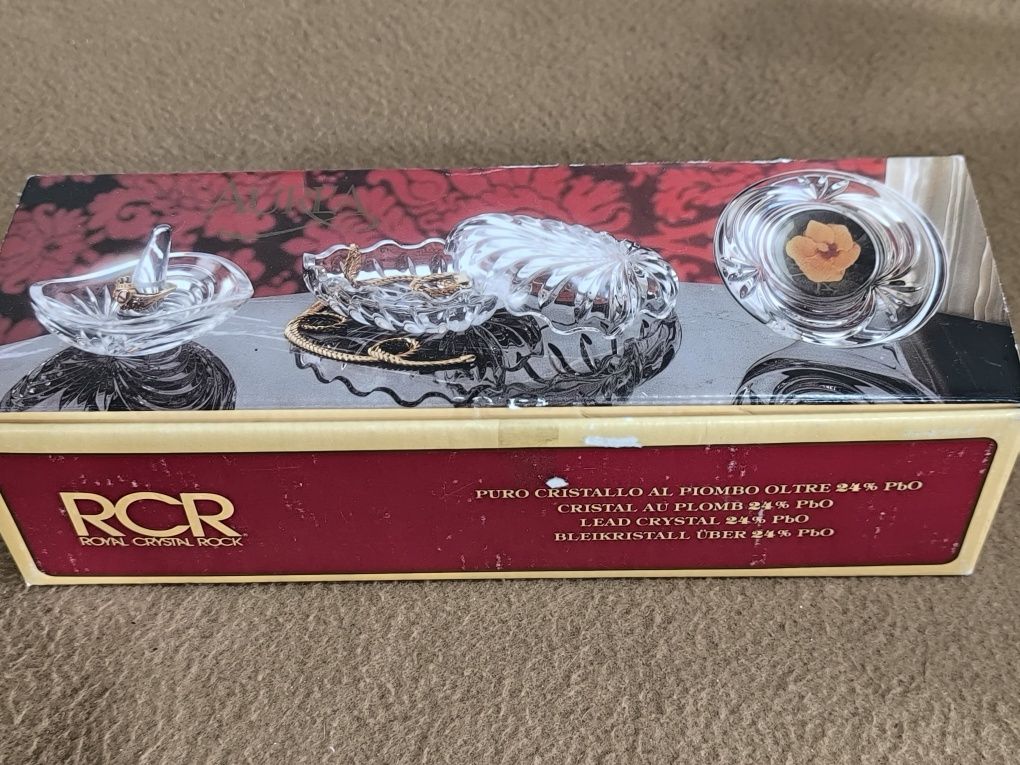 AUREA
RCR
ROYAL CRYSTAL ROCK
PURO CRISTALLO AL PIOMBO OLTRE 24% PbO
CRISTAL AU PLOMB 24% PbO
LEAD CRYSTAL 24% PbO
BLEIKRISTALL ÜBER 24% PbO